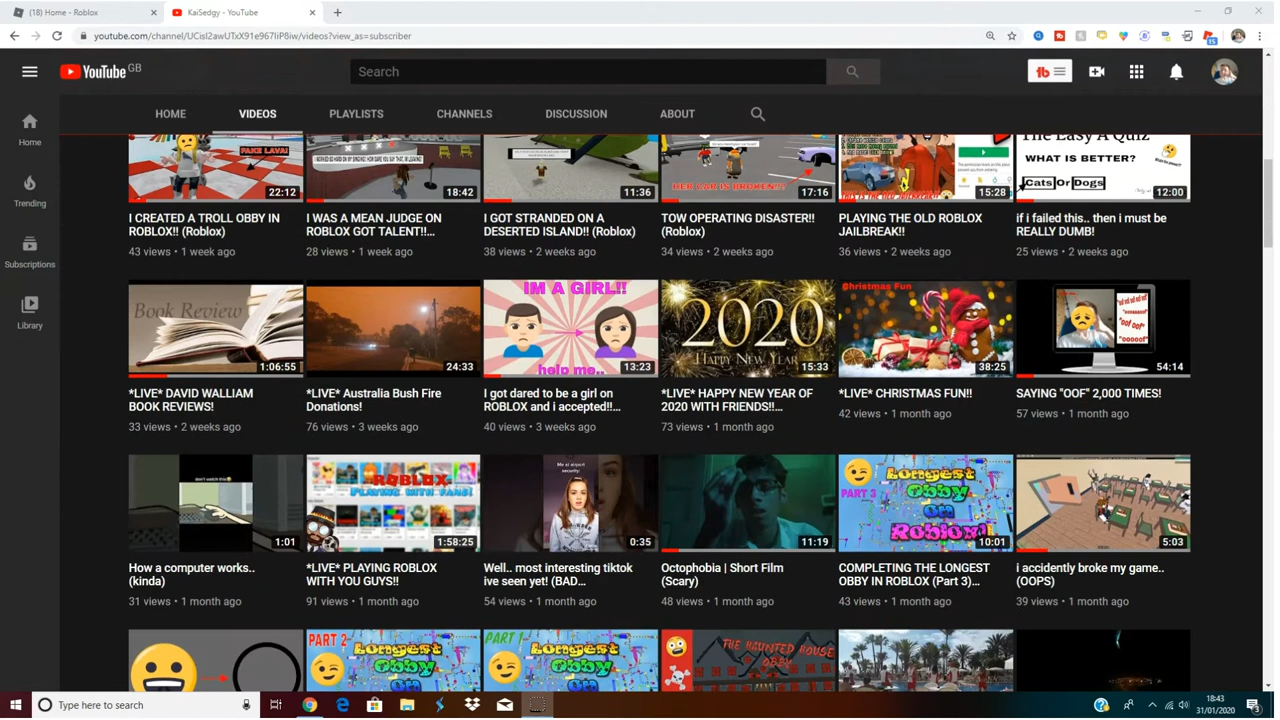 (18) Home - Roblox
KaiSedgy - YouTube
youtube.com/channel/UCisI2awUTxX91e967IiP8iw/videos?view_as=subscriber
15
YouTube GB
Search
tb
HOME
VIDEOS
PLAYLISTS
CHANNELS
DISCUSSION
ABOUT
Home
Trending
Subscriptions
Library
FAKE LAVA!
22:12
I CREATED A TROLL OBBY IN
ROBLOX!! (Roblox)
43 views • 1 week ago
18:42
I WAS A MEAN JUDGE ON
ROBLOX GOT TALENT!!...
28 views • 1 week ago
11:36
I GOT STRANDED ON A
DESERTED ISLAND!! (Roblox)
38 views • 2 weeks ago
HER CAR IS BROKEN!!?
17:16
TOW OPERATING DISASTER!!
(Roblox)
34 views • 2 weeks ago
15:28
PLAYING THE OLD ROBLOX
JAILBREAK!!
36 views • 2 weeks ago
The Easy A Quiz
WHAT IS BETTER?
Cats Or Dogs
12:00
if i failed this.. then i must be
REALLY DUMB!
25 views • 2 weeks ago
Book Review
1:06:55
*LIVE* DAVID WALLIAM
BOOK REVIEWS!
33 views • 2 weeks ago
24:33
*LIVE* Australia Bush Fire
Donations!
76 views • 3 weeks ago
IM A GIRL!!
help me..
13:23
I got dared to be a girl on
ROBLOX and i accepted!!...
40 views • 3 weeks ago
2020
HAPPY NEW YEAR
15:33
*LIVE* HAPPY NEW YEAR OF
2020 WITH FRIENDS!!...
73 views • 1 month ago
Christmas Fun
38:25
*LIVE* CHRISTMAS FUN!!
42 views • 1 month ago
54:14
SAYING "OOF" 2,000 TIMES!
57 views • 1 month ago
don't watch this
1:01
How a computer works..
(kinda)
31 views • 1 month ago
ROBLOX
PLAYING WITH FANS!
1:58:25
*LIVE* PLAYING ROBLOX
WITH YOU GUYS!!
91 views • 1 month ago
Me at airport
security:
0:35
Well.. most interesting tiktok
ive seen yet! (BAD...
54 views • 1 month ago
11:19
Octophobia | Short Film
(Scary)
48 views • 1 month ago
PART 3
Longest
Obby
on
Roblox!
10:01
COMPLETING THE LONGEST
OBBY IN ROBLOX (Part 3)...
43 views • 1 month ago
5:03
i accidently broke my game..
(OOPS)
39 views • 1 month ago
PART 2
Longest
Obby
PART 1
Longest
Obby
THE HAUNTED HOUSE
OBBY
Type here to search
18:43
31/01/2020
3